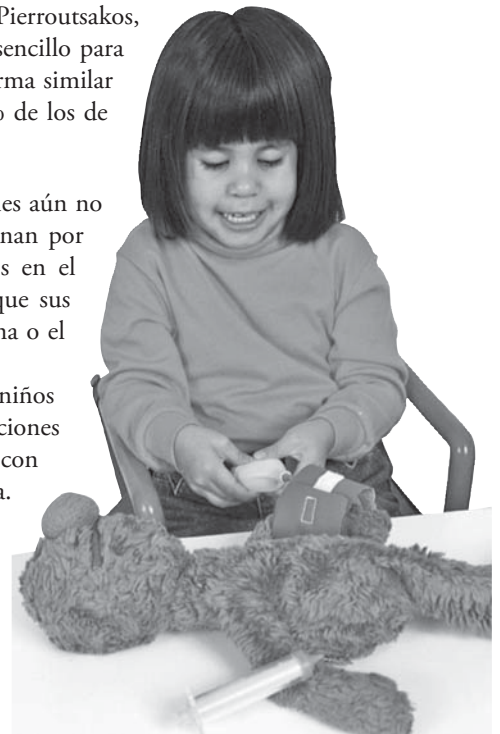 Pierroutsakos,
sencillo para
rma similar
de los de
es aún no
nan por
s en el
que sus
na o el
niños
ciones
con
a.